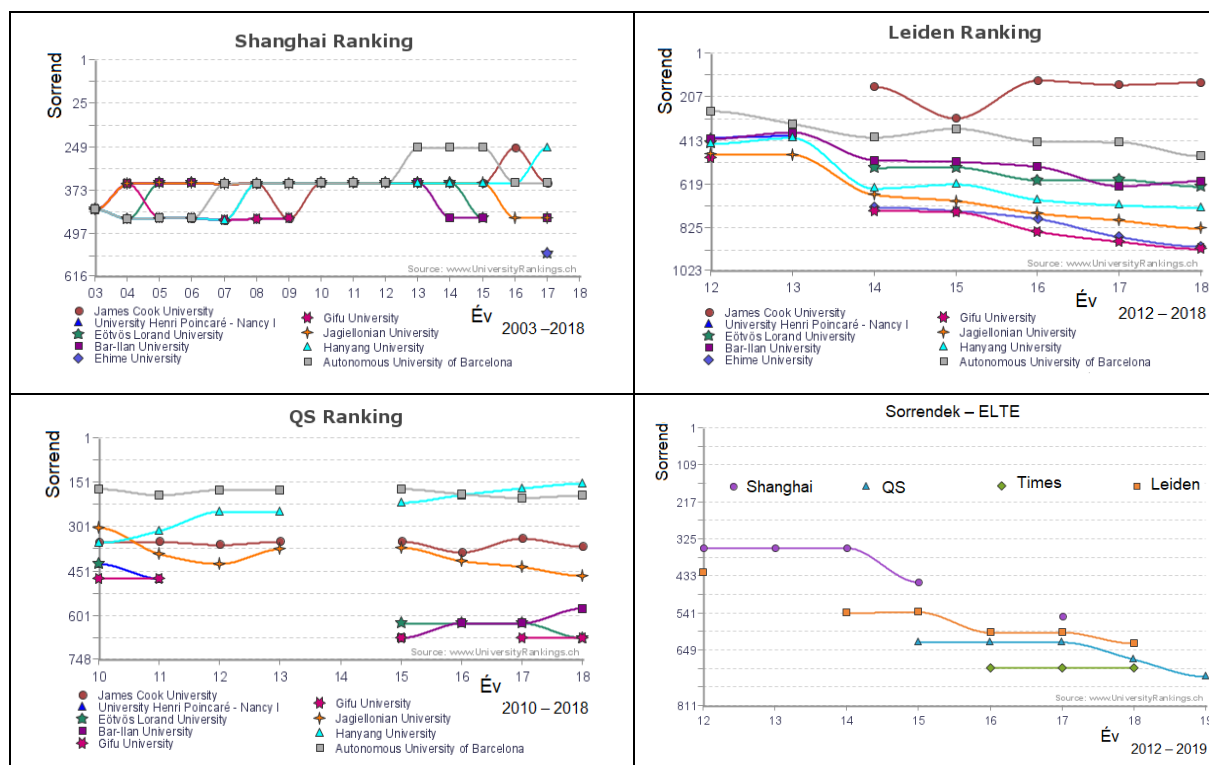 Shanghai Ranking
Sorrend
1
25
249
373
497
616
Source: www.UniversityRankings.ch
03 04 05 06 07 08 09 10 11 12 13 14 15 16 17 18
Év
2003 –2018
James Cook University
University Henri Poincaré - Nancy I
Eötvös Lorand University
Bar-Ilan University
Ehime University
Gifu University
Jagiellonian University
Hanyang University
Autonomous University of Barcelona
Leiden Ranking
Sorrend
1
207
413
619
825
1023
Source: www.UniversityRankings.ch
12 13 14 15 16 17 18
Év
2012 – 2018
James Cook University
University Henri Poincaré - Nancy I
Eötvös Lorand University
Bar-Ilan University
Ehime University
Gifu University
Jagiellonian University
Hanyang University
Autonomous University of Barcelona
QS Ranking
Sorrend
1
151
301
451
601
748
Source: www.UniversityRankings.ch
10 11 12 13 14 15 16 17 18
Év
2010 – 2018
James Cook University
University Henri Poincaré - Nancy I
Eötvös Lorand University
Bar-Ilan University
Gifu University
Gifu University
Jagiellonian University
Hanyang University
Autonomous University of Barcelona
Sorrendek – ELTE
Sorrend
1
109
217
325
433
541
649
811
Shanghai QS Times Leiden
Source: www.UniversityRankings.ch
12 13 14 15 16 17 18 19
Év
2012 – 2019